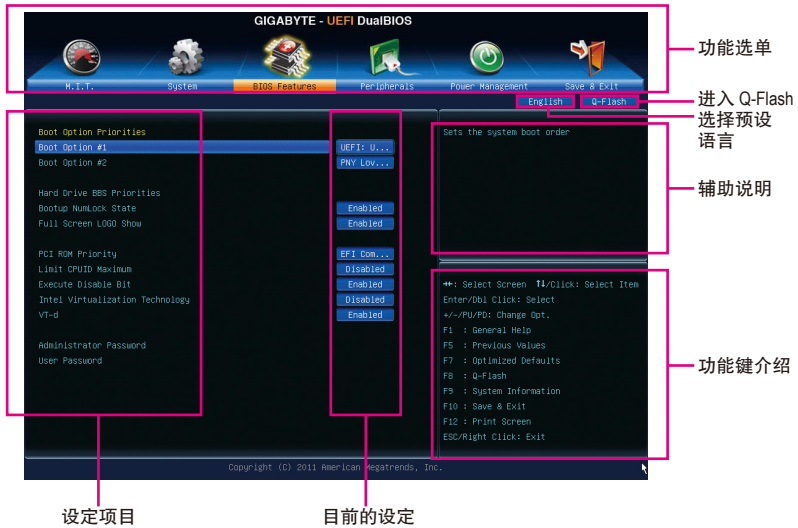 GIGABYTE - UEFI DualBIOS
M.I.T.
System
BIOS Features
Peripherals
Power Management
Save & Exit
功能选单
English
Q-Flash
进入 Q-Flash
选择预设
语言
Boot Option Priorities
Boot Option #1 UEFI: U...
Boot Option #2 PNY Lov...
Hard Drive BBS Priorities
Bootup NumLock State Enabled
Full Screen LOGO Show Enabled
PCI ROM Priority EFI Com...
Limit CPUID Maximum Disabled
Execute Disable Bit Enabled
Intel Virtualization Technology Disabled
VT-d Enabled
Administrator Password
User Password
Sets the system boot order
辅助说明
→←: Select Screen ↑↓/Click: Select Item
Enter/Dbl Click: Select
+/-/PU/PD: Change Opt.
F1 : General Help
F5 : Previous Values
F7 : Optimized Defaults
F8 : Q-Flash
F9 : System Information
F10 : Save & Exit
F12 : Print Screen
ESC/Right Click: Exit
功能键介绍
Copyright (C) 2011 American Megatrends, Inc.
设定项目
目前的设定